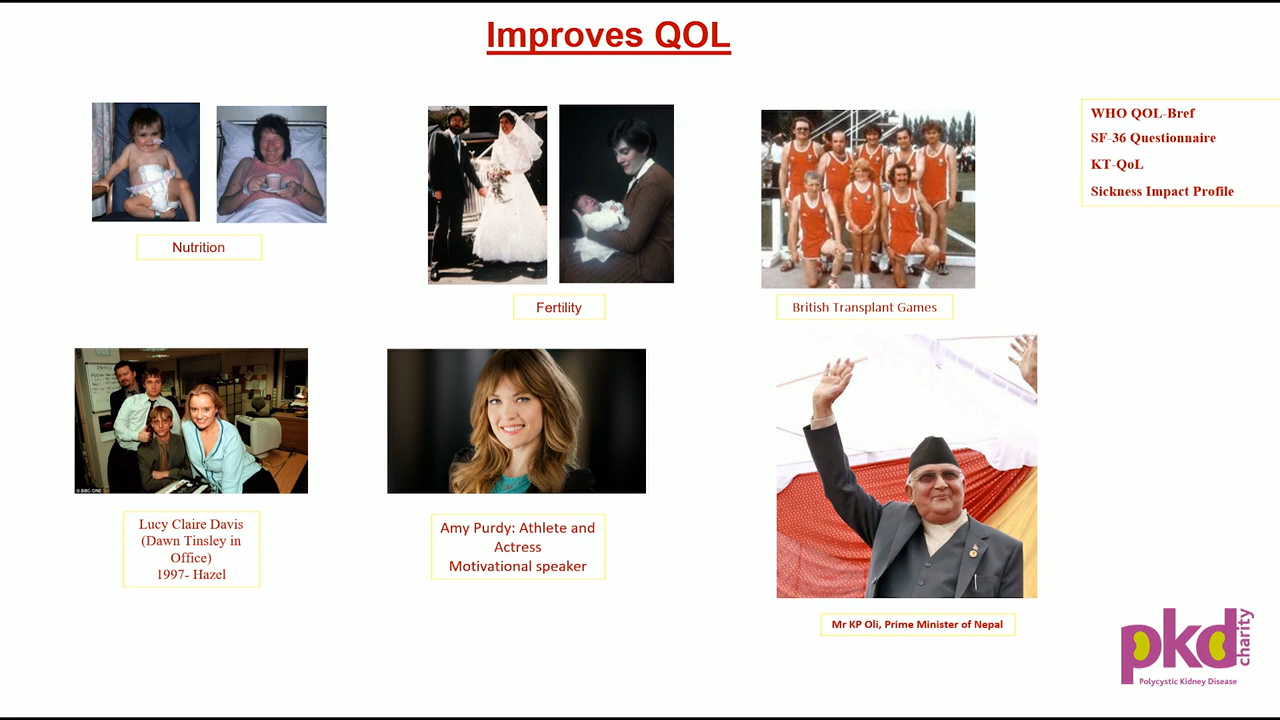 Improves QOL
WHO QOL-Bref
SF-36 Questionnaire
KT-QoL
Sickness Impact Profile
Nutrition
Fertility
British Transplant Games
© BBC ONE
Lucy Claire Davis
(Dawn Tinsley in
Office)
1997- Hazel
Amy Purdy: Athlete and
Actress
Motivational speaker
Mr KP Oli, Prime Minister of Nepal
pkd
charity
Polycystic Kidney Disease